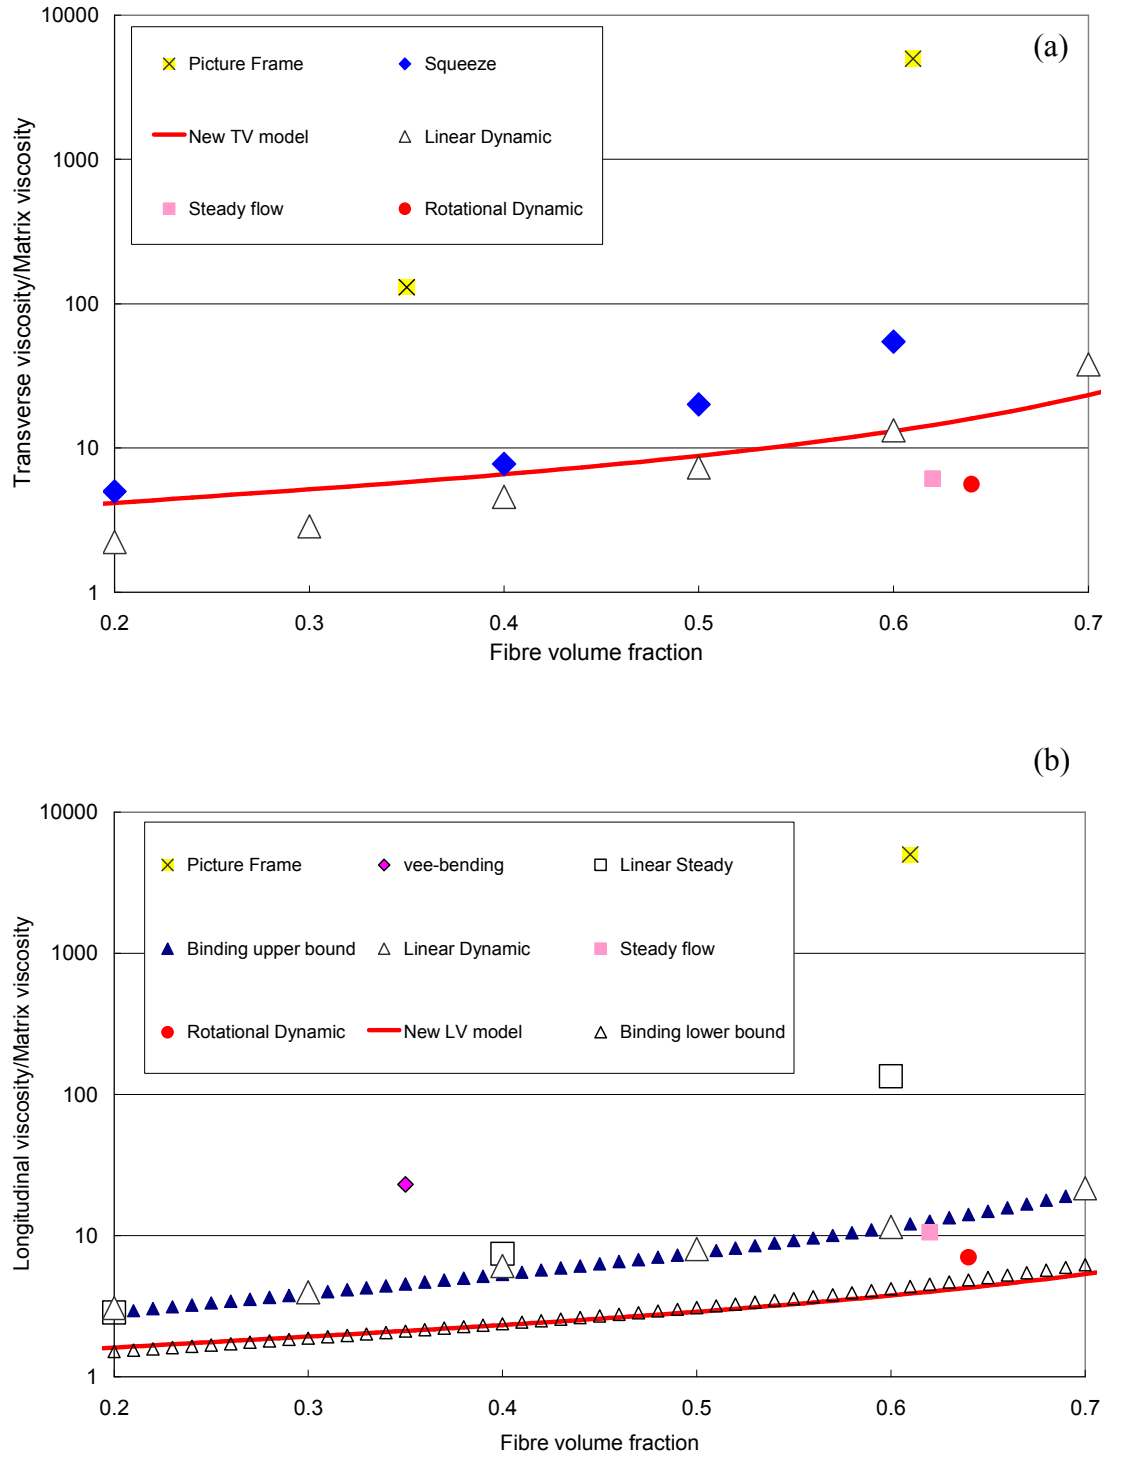 (a)
10000
1000
100
10
1
Transverse viscosity/Matrix viscosity
Picture Frame
Squeeze
New TV model
Linear Dynamic
Steady flow
Rotational Dynamic
0.2 0.3 0.4 0.5 0.6 0.7
Fibre volume fraction
(b)
10000
1000
100
10
1
Longitudinal viscosity/Matrix viscosity
Picture Frame
vee-bending
Linear Steady
Binding upper bound
Linear Dynamic
Steady flow
Rotational Dynamic
New LV model
Binding lower bound
0.2 0.3 0.4 0.5 0.6 0.7
Fibre volume fraction